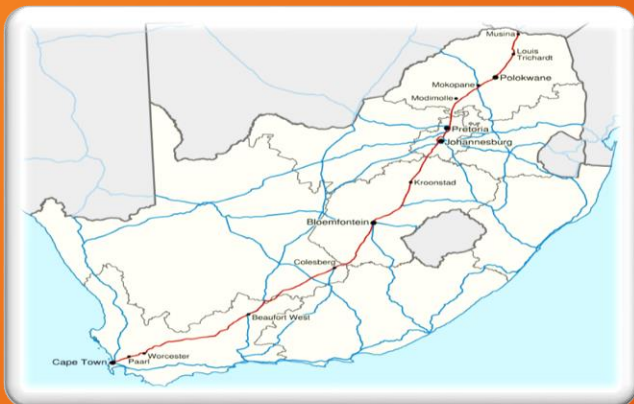 Musina
Louis
Trichardt
Polokwane
Mokopane
Modimolle
Pretoria
Johannesburg
Kroonstad
Bloemfontein
Colesberg
Beaufort West
Worcester
Paarl
Cape Town